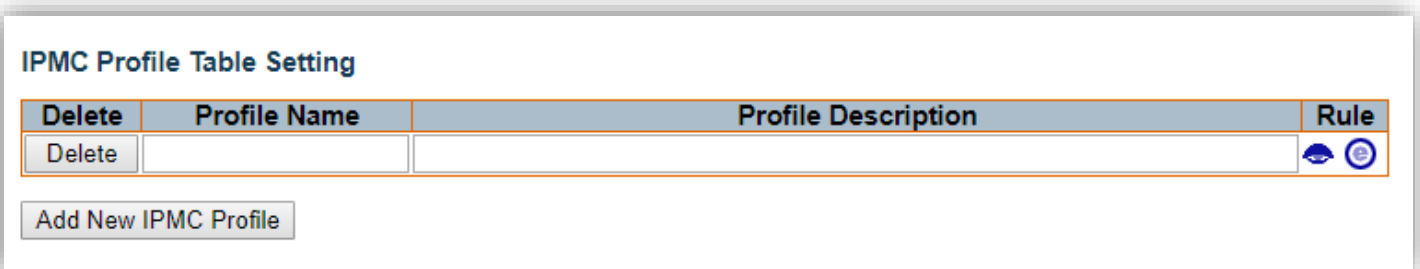 IPMC Profile Table Setting
Delete Profile Name Profile Description Rule
Delete e
Add New IPMC Profile